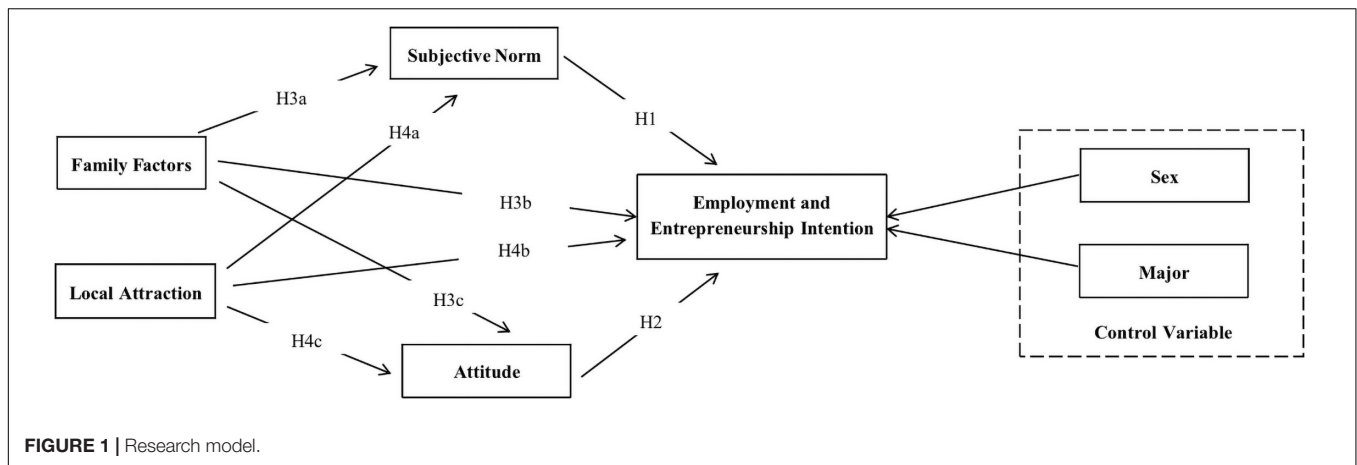 Subjective Norm
H3a
H1
H4a
Family Factors
Sex
H3b
Employment and
Entrepreneurship Intention
H4b
Major
Local Attraction
H3c
H2
Control Variable
H4c
Attitude
FIGURE 1 | Research model.